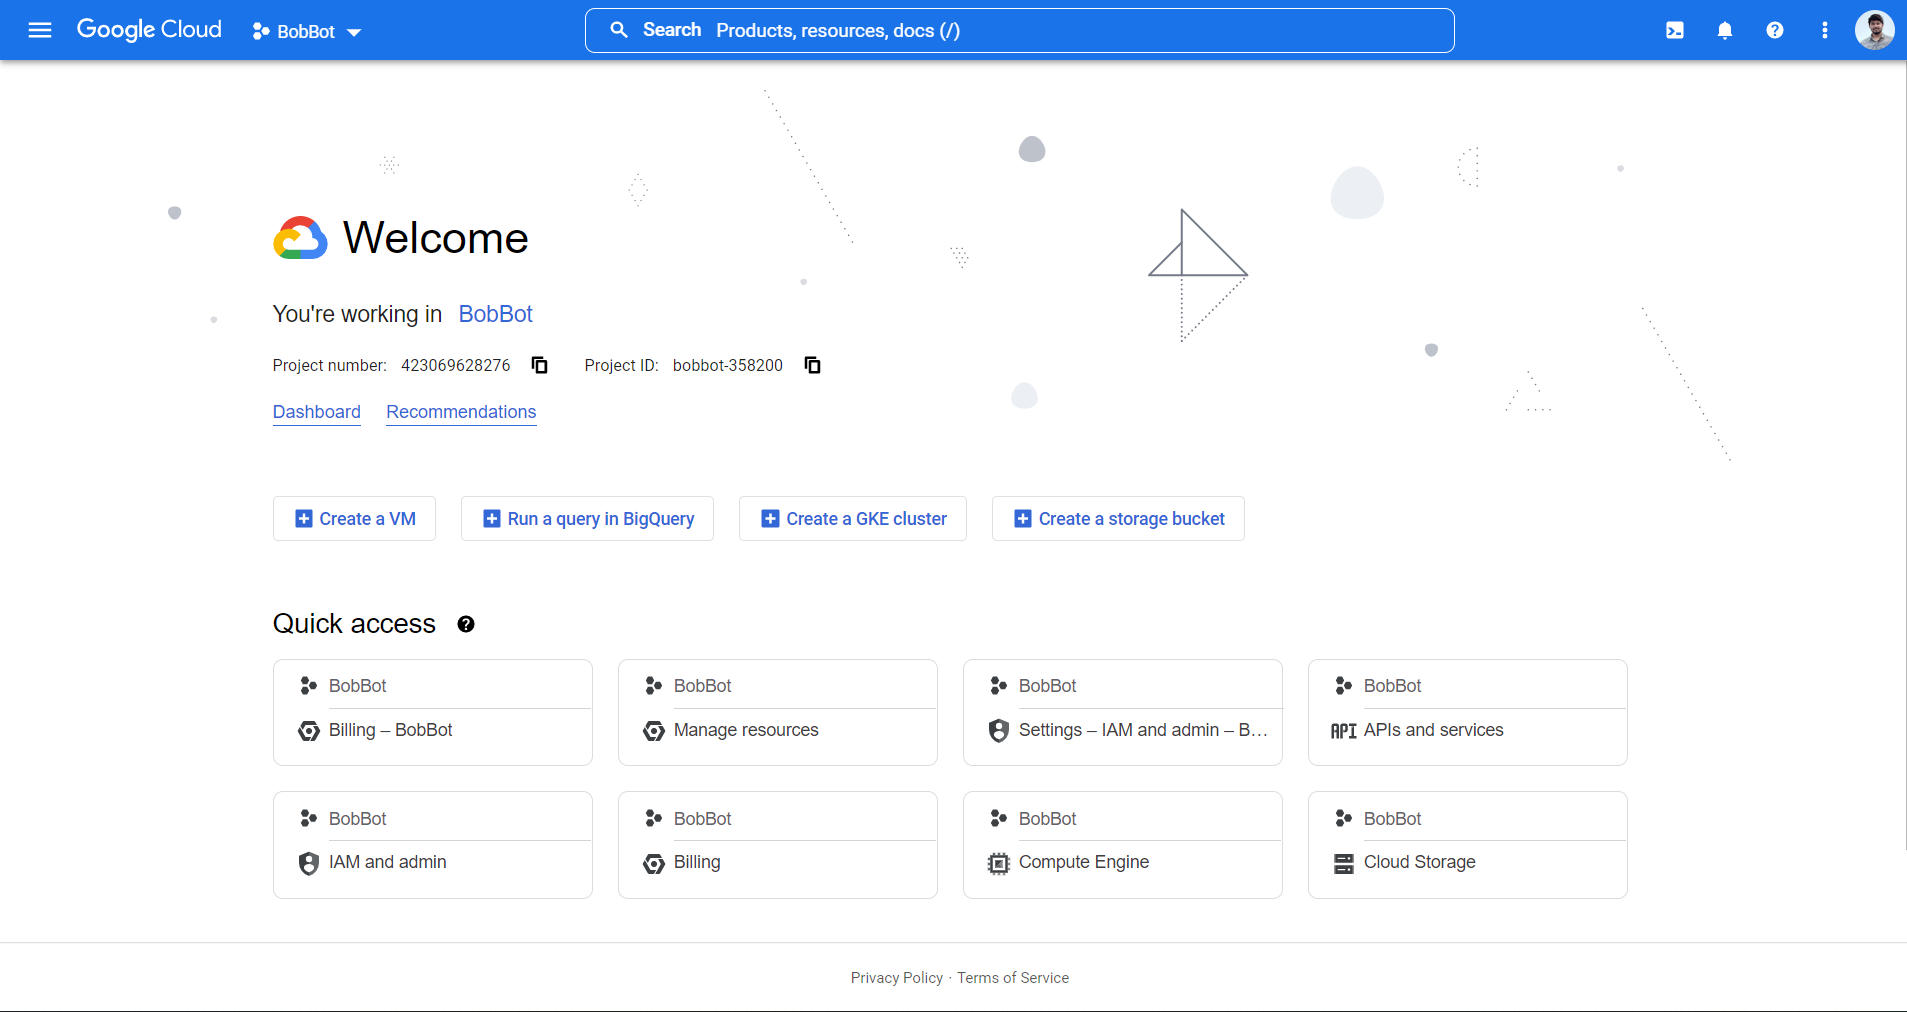 Google Cloud BobBot Search Products, resources, docs (/)
Welcome
You're working in BobBot
Project number: 423069628276 Project ID: bobbot-358200
Dashboard Recommendations
Create a VM Run a query in BigQuery Create a GKE cluster Create a storage bucket
Quick access
BobBot BobBot BobBot BobBot
Billing – BobBot Manage resources Settings – IAM and admin – B... API APIs and services
BobBot BobBot BobBot BobBot
IAM and admin Billing Compute Engine Cloud Storage
Privacy Policy · Terms of Service